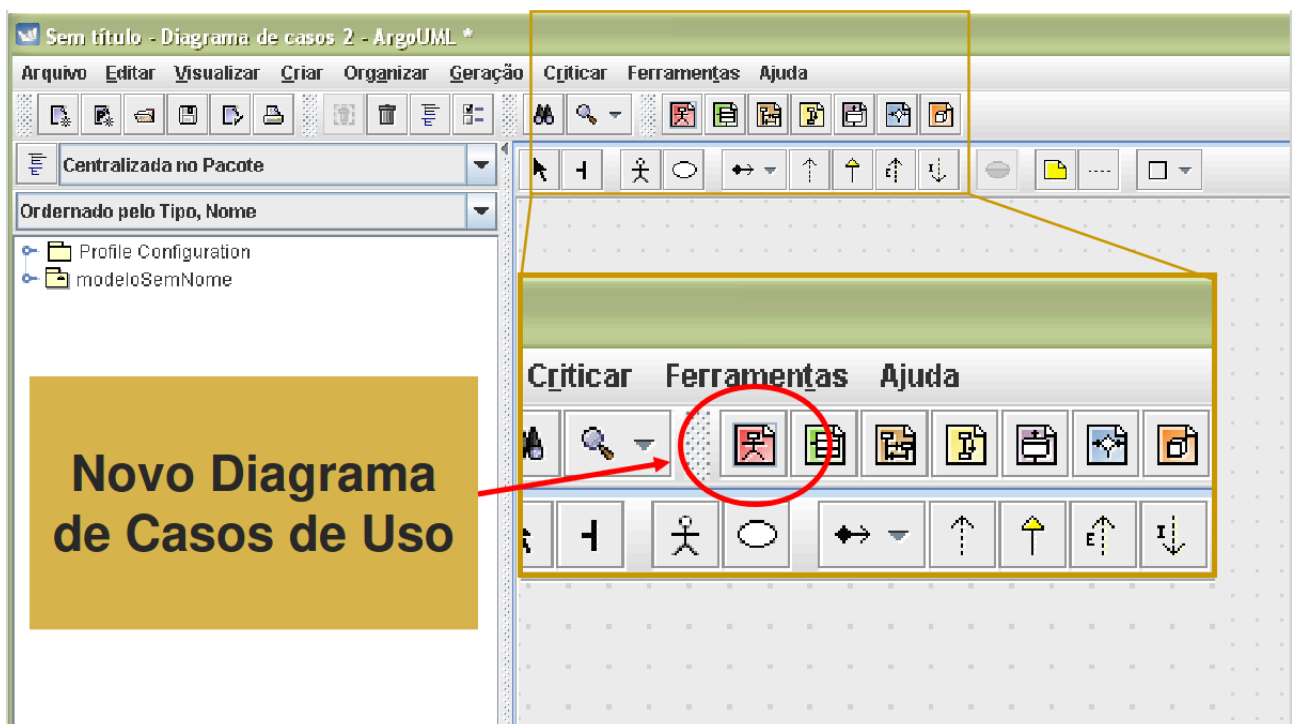 Sem título - Diagrama de casos 2 - ArgoUML *
Arquivo Editar Visualizar Criar Organizar Geração Criticar Ferramentas Ajuda
Centralizada no Pacote
Ordernado pelo Tipo, Nome
Profile Configuration
modeloSemNome
Criticar Ferramentas Ajuda
Novo Diagrama
de Casos de Uso